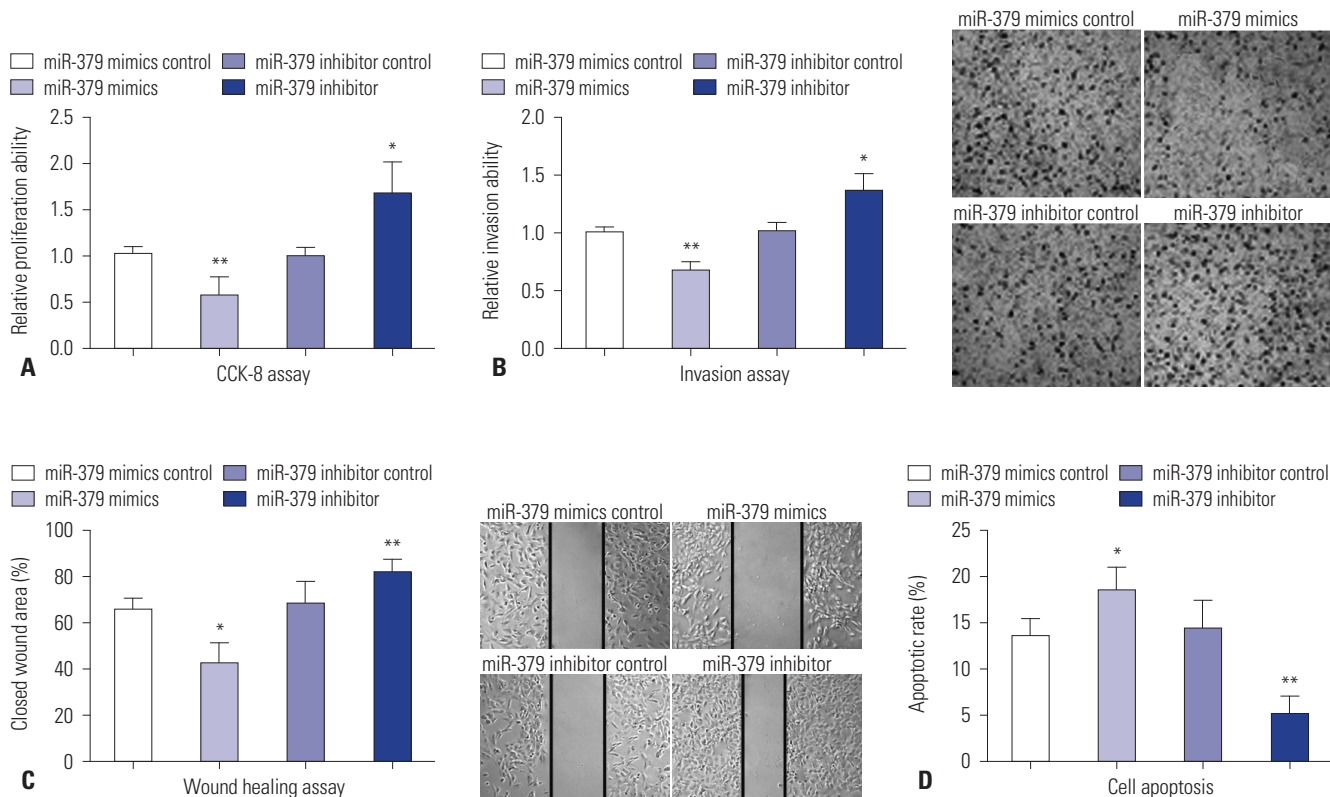 miR-379 mimics control
miR-379 inhibitor control
miR-379 mimics
miR-379 inhibitor
Relative proliferation ability
2.5
2.0
1.5
1.0
0.5
0.0
**
*
CCK-8 assay
A
miR-379 mimics control
miR-379 inhibitor control
miR-379 mimics
miR-379 inhibitor
Relative invasion ability
2.0
1.5
1.0
0.5
0.0
**
*
Invasion assay
B
miR-379 mimics control
miR-379 mimics
miR-379 inhibitor control
miR-379 inhibitor
miR-379 mimics control
miR-379 inhibitor control
miR-379 mimics
miR-379 inhibitor
Closed wound area (%)
100
80
60
40
20
0
*
**
Wound healing assay
C
miR-379 mimics control
miR-379 mimics
miR-379 inhibitor control
miR-379 inhibitor
miR-379 mimics control
miR-379 inhibitor control
miR-379 mimics
miR-379 inhibitor
Apoptotic rate (%)
25
20
15
10
5
0
*
**
Cell apoptosis
D